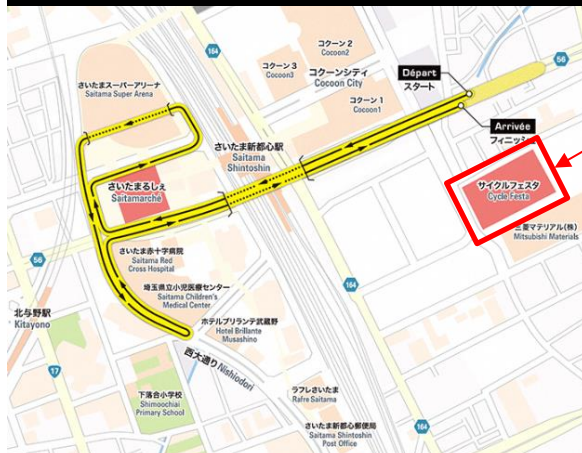 164
コクーン 2
Cocoon2
コクーン 3
Cocoon3
コクーンシティ
Cocoon City
Départ
スタート
56
さいたまスーパーアリーナ
Saitama Super Arena
コクーン 1
Cocoon1
Arrivée
フィニッシ
さいたま新都心駅
Saitama
Shintoshin
さいたまるしぇ
Saitamarché
サイクルフェスタ
Cycle Festa
三菱マテリアル(株)
Mitsubishi Materials
さいたま赤十字病院
Saitama Red
Cross Hospital
56
埼玉県立小児医療センター
Saitama Children's
Medical Center
164
北与野駅
Kitayono
ホテルブリランテ武蔵野
Hotel Brillante
Musashino
西大通り Nishiodori
17
下落合小学校
Shimoochiai
Primary School
ラフレさいたま
Rafre Saitama
さいたま新都心郵便局
Saitama Shintoshin
Post Office
164